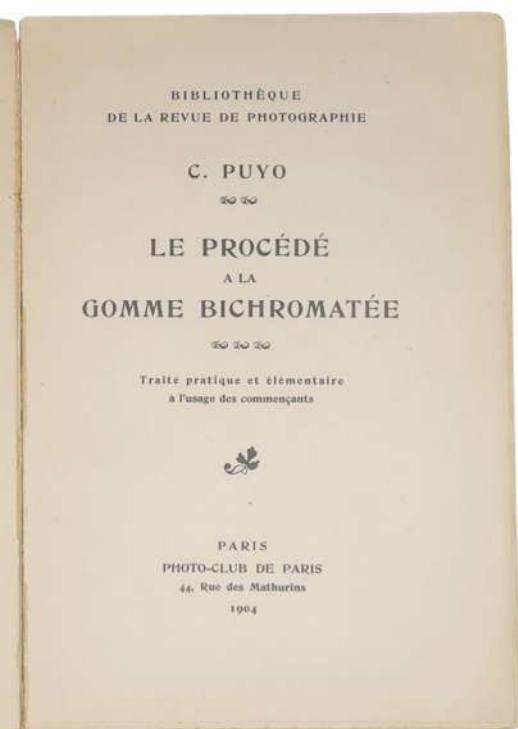 BIBLIOTHÈQUE
DE LA REVUE DE PHOTOGRAPHIE
C. PUYO
LE PROCÉDÉ
A LA
GOMME BICHROMATÉE
Traité pratique et élémentaire
à l'usage des commençants
PARIS
PHOTO-CLUB DE PARIS
44, Rue des Mathurins
1904